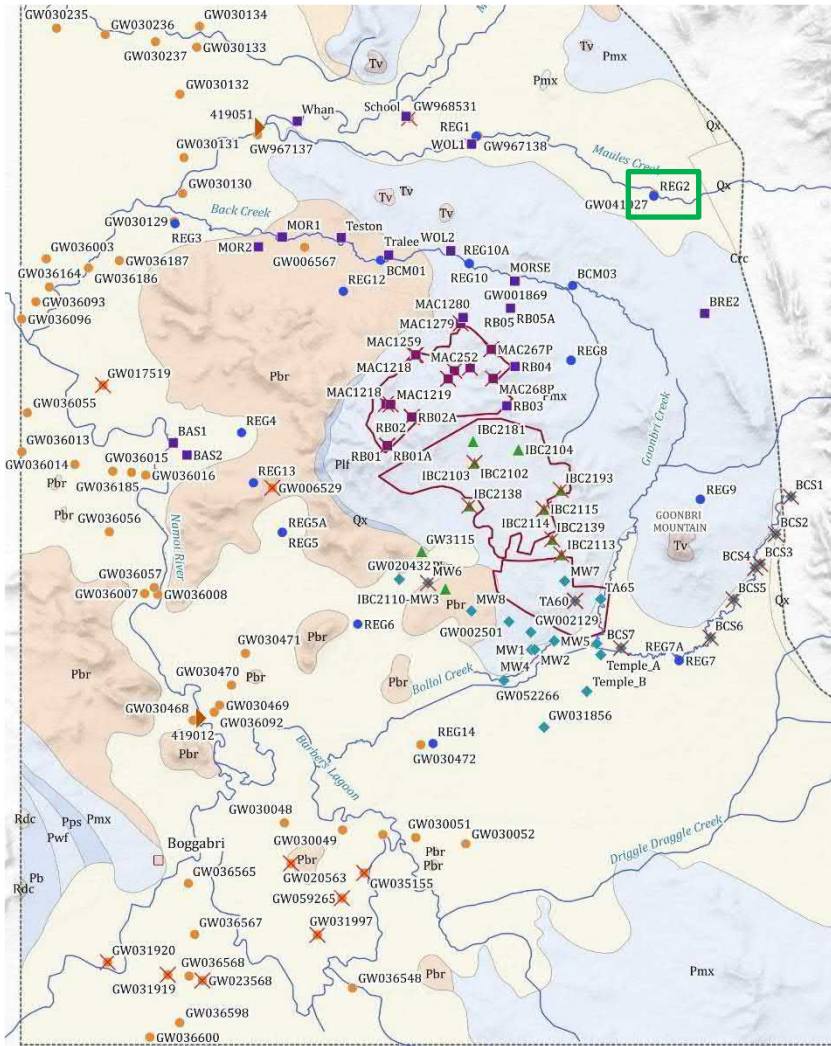 GW030235
GW030236
GW030134
GW030237
GW030133
GW030132
419051
Whan
School
GW968531
GW967137
REG1
WOL1
GW967138
Tv
Pmx
Tv
Pmx
Qx
Maules Creek
REG2
GW041927
Qx
GW030131
GW030130
Back Creek
GW030129
REG3
Tv
Tv
Tv
MOR1
MOR2
Teston
GW006567
Tralee
WOL2
BCM01
REG10A
REG10
REG12
MORSE
BCM03
Crc
GW036003
GW036164
GW036187
GW036186
GW036093
GW036096
GW001869
RB05
RB05A
BRE2
MAC1280
MAC1279
MAC1259
MAC1218
MAC252
MAC267P
RB04
REG8
MAC1218
MAC1219
MAC268P
RB03
Pmx
RB02
RB02A
RB01
RB01A
GW017519
Pbr
GW036055
GW036013
GW036014
BAS1
BAS2
REG4
GW036015
GW036185
GW036016
Pbr
Pbr
REG13
GW006529
Plf
Qx
IBC2181
IBC2104
IBC2103
IBC2102
IBC2193
IBC2138
IBC2115
IBC2114
IBC2139
IBC2113
Goonbri Creek
REG9
GOONBRI
MOUNTAIN
Tv
BCS1
BCS2
BCS3
BCS4
BCS5
BCS6
Qx
GW036056
Namoi River
REG5A
REG5
GW3115
GW020432
MW6
IBC2110-MW3
Pbr
MW8
MW7
TA65
TA60
GW002129
GW002501
MW1
MW4
MW2
MW5
BCS7
REG7A
REG7
Temple_A
Temple_B
GW036057
GW036007
GW036008
REG6
GW030471
Pbr
Pbr
GW030470
Pbr
Pbr
GW052266
Bollol Creek
GW031856
GW030468
GW030469
GW036092
419012
Pbr
REG14
GW030472
Barbers Lagoon
Rdc
Pps
Pmx
Pwf
Pb
Rdc
Boggabri
GW030048
GW030049
GW030051
GW030052
Pbr
Pbr
Pbr
GW020563
GW035155
GW059265
GW031997
Driggle Draggle Creek
GW036565
GW036567
GW031920
GW036568
GW031919
GW023568
GW036548
Pbr
Pmx
GW036598
GW036600